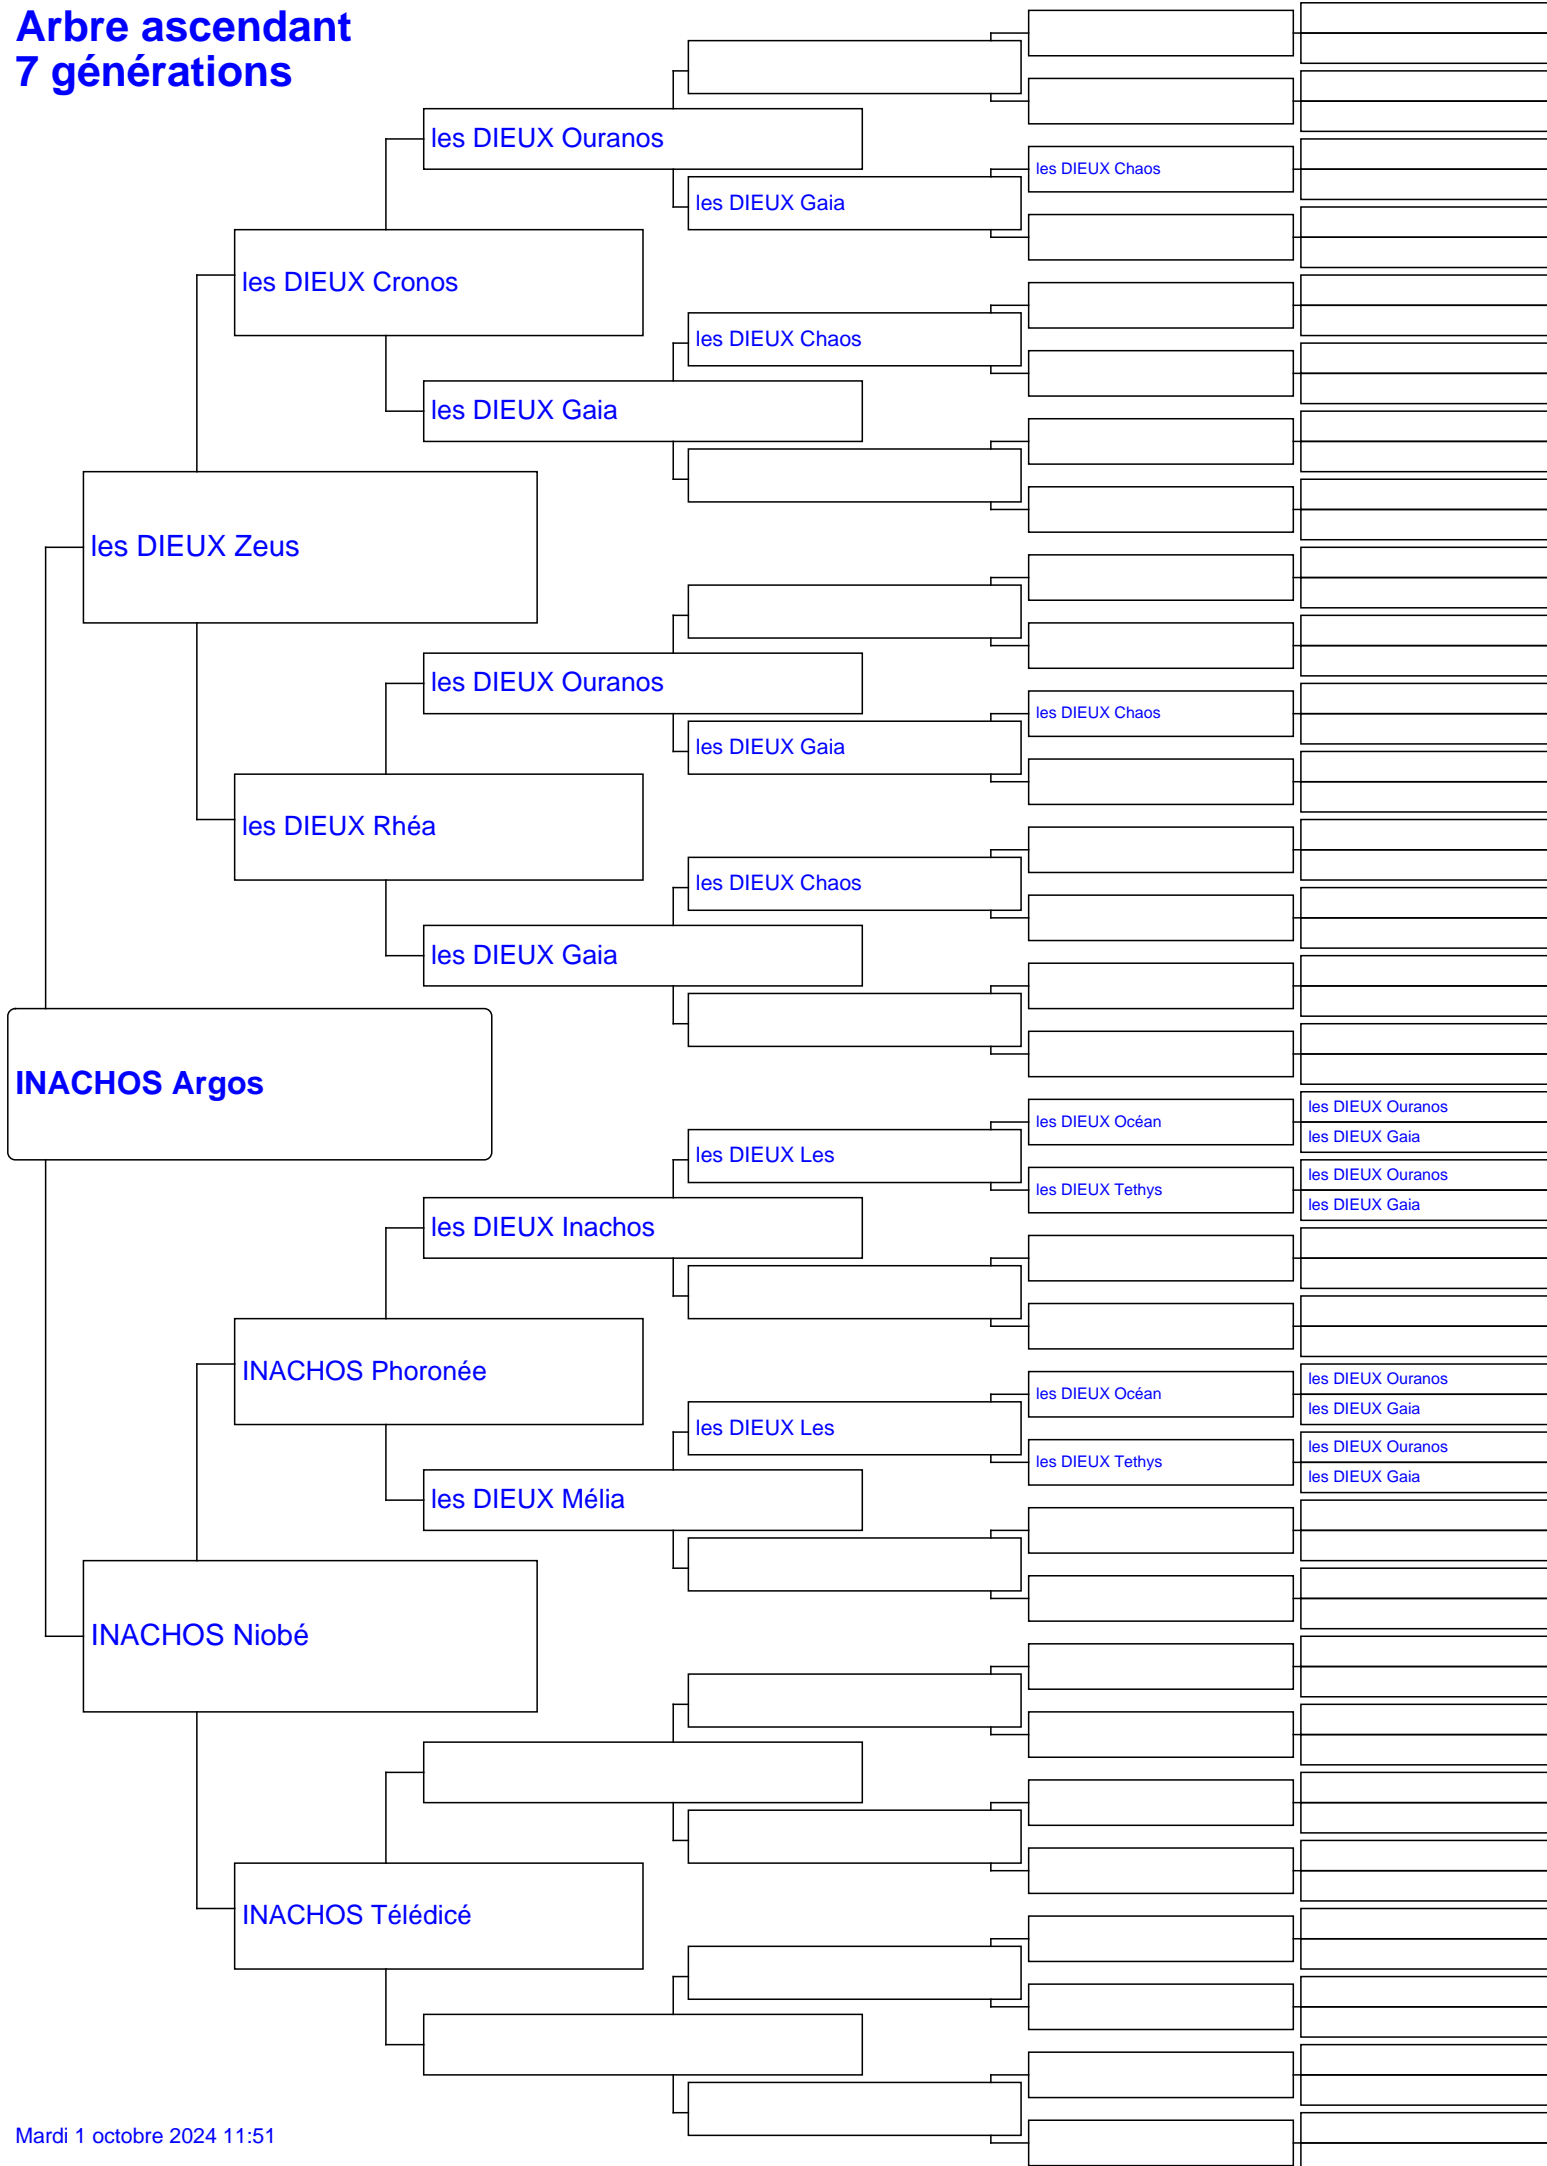 Arbre ascendant
7 générations
les DIEUX Ouranos
les DIEUX Chaos
les DIEUX Gaia
les DIEUX Cronos
les DIEUX Chaos
les DIEUX Gaia
les DIEUX Zeus
les DIEUX Ouranos
les DIEUX Chaos
les DIEUX Gaia
les DIEUX Rhéa
les DIEUX Chaos
les DIEUX Gaia
INACHOS Argos
les DIEUX Ouranos
les DIEUX Océan
les DIEUX Gaia
les DIEUX Les
les DIEUX Ouranos
les DIEUX Tethys
les DIEUX Gaia
les DIEUX Inachos
INACHOS Phoronée
les DIEUX Ouranos
les DIEUX Océan
les DIEUX Gaia
les DIEUX Les
les DIEUX Ouranos
les DIEUX Tethys
les DIEUX Gaia
les DIEUX Mélia
INACHOS Niobé
INACHOS Télédicé
Mardi 1 octobre 2024 11:51